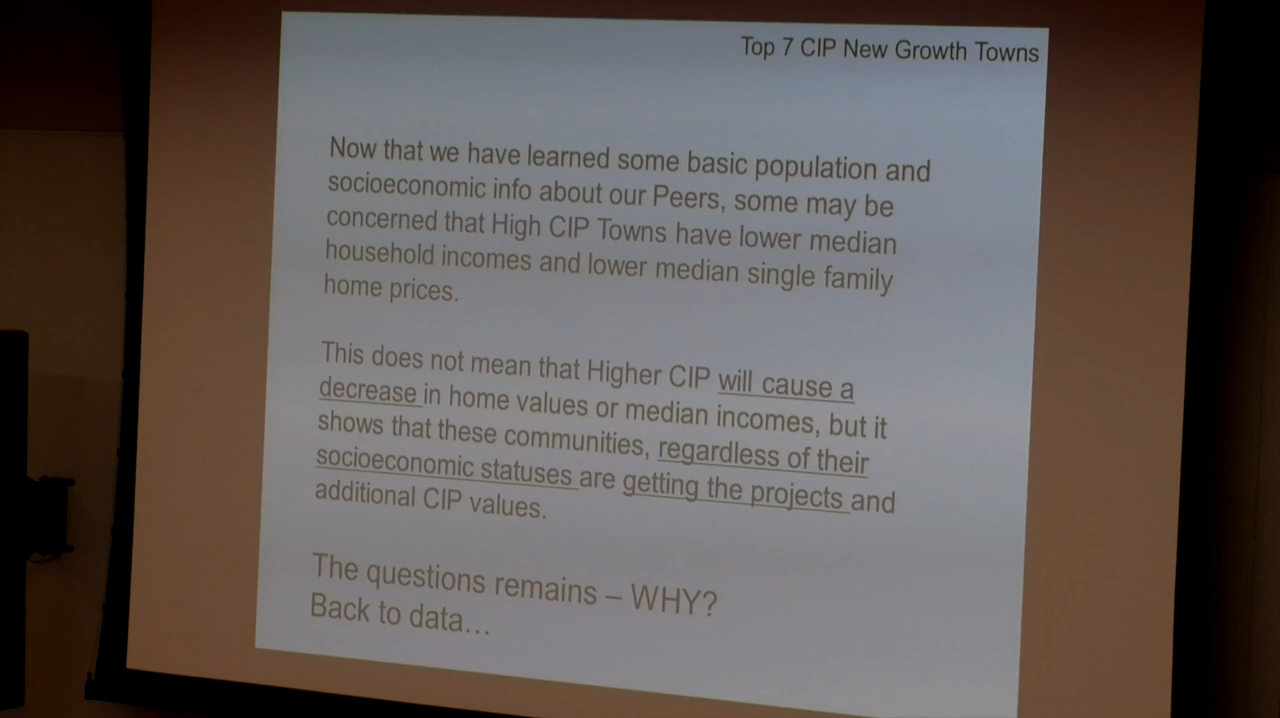 Top 7 CIP New Growth Towns
Now that we have learned some basic population and
socioeconomic info about our Peers, some may be
concerned that High CIP Towns have lower median
household incomes and lower median single family
home prices.
This does not mean that Higher CIP will cause a
decrease in home values or median incomes, but it
shows that these communities, regardless of their
socioeconomic statuses are getting the projects and
additional CIP values.
The questions remains – WHY?
Back to data…